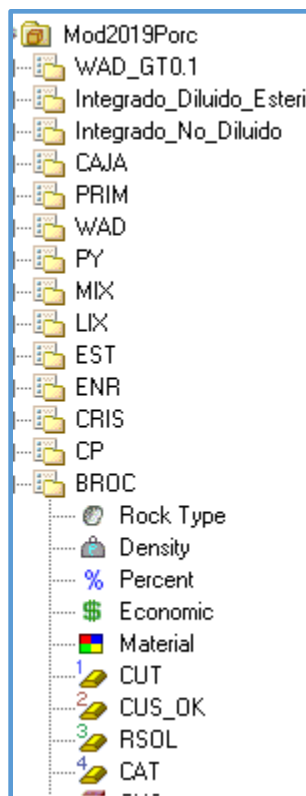 Mod2019Porc
WAD_GT0.1
Integrado_Diluido_Esteri
Integrado_No_Diluido
CAJA
PRIM
WAD
PY
MIX
LIX
EST
ENR
CRIS
CP
BROC
Rock Type
Density
% Percent
$ Economic
Material
1 CUT
2 CUS_OK
3 RSOL
4 CAT